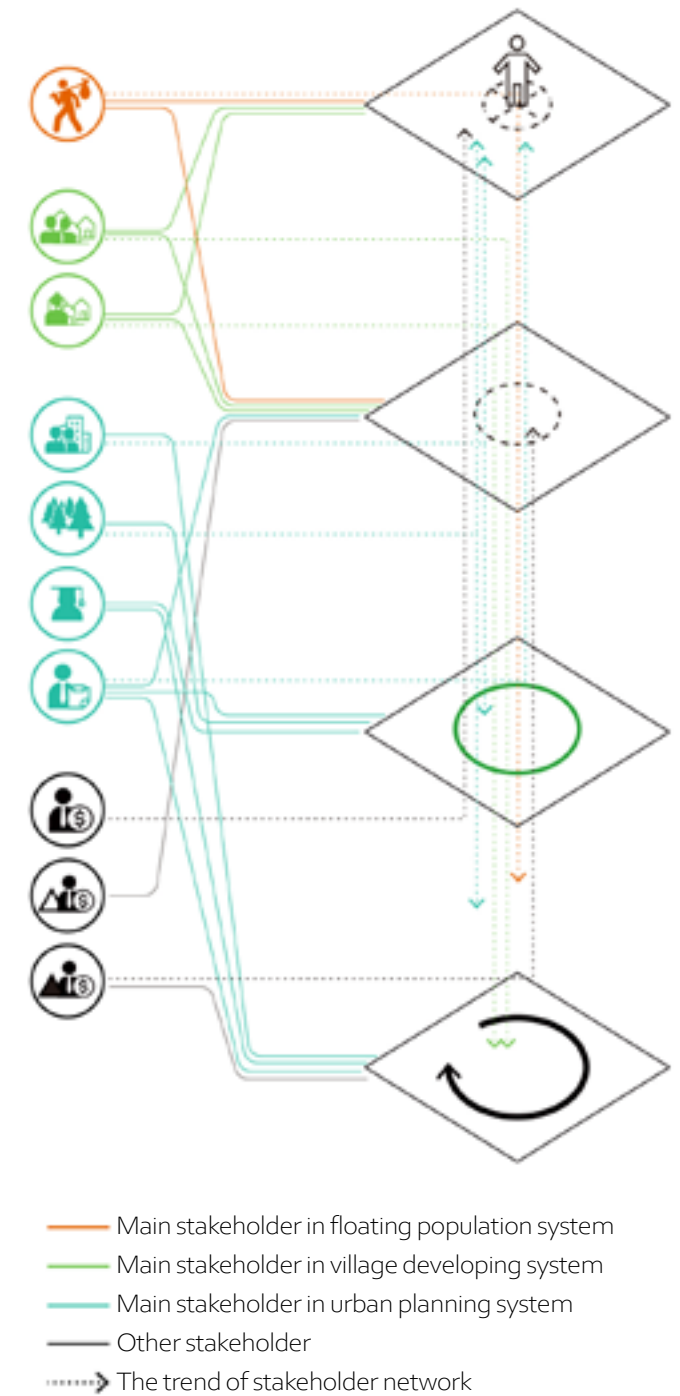 Main stakeholder in floating population system
Main stakeholder in village developing system
Main stakeholder in urban planning system
Other stakeholder
The trend of stakeholder network